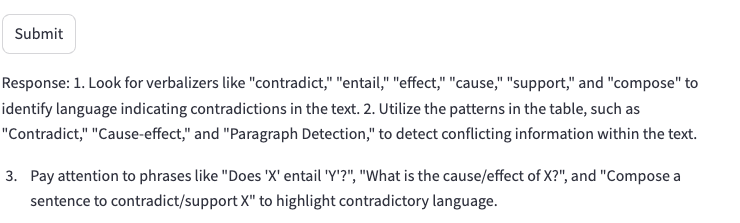 Submit
Response: 1. Look for verbalizers like "contradict," "entail," "effect," "cause," "support," and "compose" to
identify language indicating contradictions in the text. 2. Utilize the patterns in the table, such as
"Contradict," "Cause-effect," and "Paragraph Detection," to detect conflicting information within the text.
3. Pay attention to phrases like "Does 'X' entail 'Y'?", "What is the cause/effect of X?", and "Compose a
sentence to contradict/support X" to highlight contradictory language.